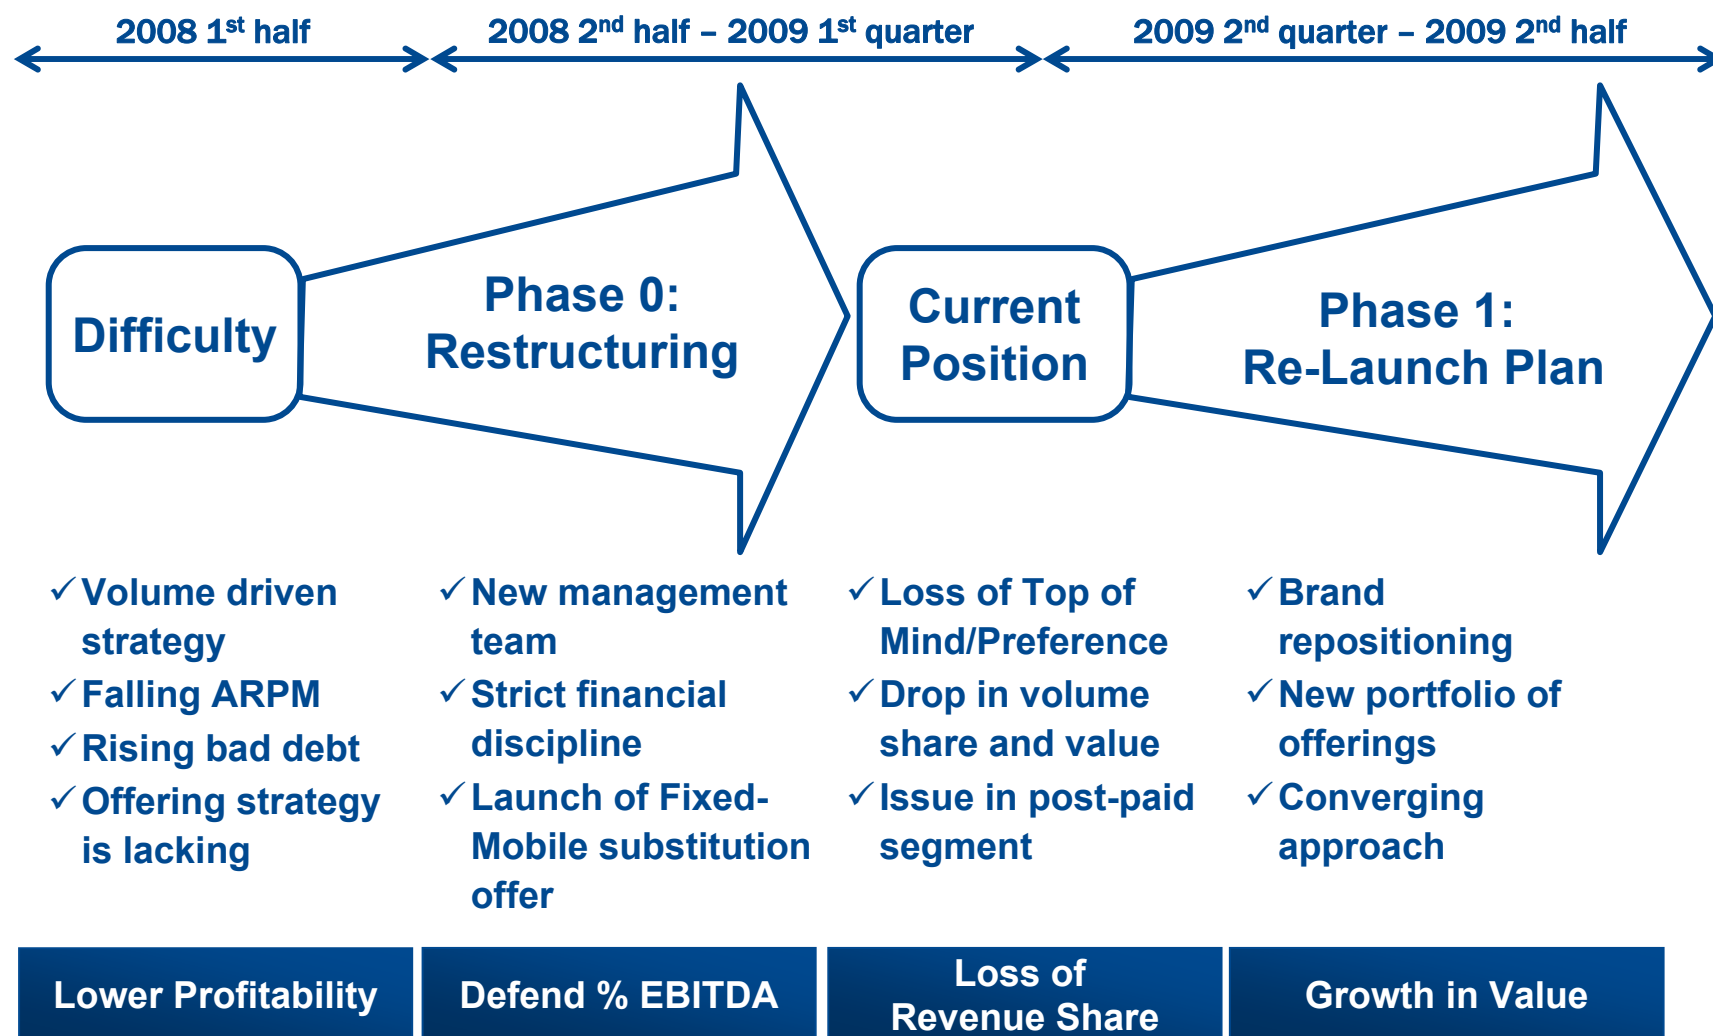 2008 1st half
2008 2nd half – 2009 1st quarter
2009 2nd quarter – 2009 2nd half
Difficulty
Phase 0:
Restructuring
Current
Position
Phase 1:
Re-Launch Plan
✓ Volume driven
strategy
✓ Falling ARPM
✓ Rising bad debt
✓ Offering strategy
is lacking
✓ New management
team
✓ Strict financial
discipline
✓ Launch of Fixed-
Mobile substitution
offer
✓ Loss of Top of
Mind/Preference
✓ Drop in volume
share and value
✓ Issue in post-paid
segment
✓ Brand
repositioning
✓ New portfolio of
offerings
✓ Converging
approach
Lower Profitability
Defend % EBITDA
Loss of
Revenue Share
Growth in Value